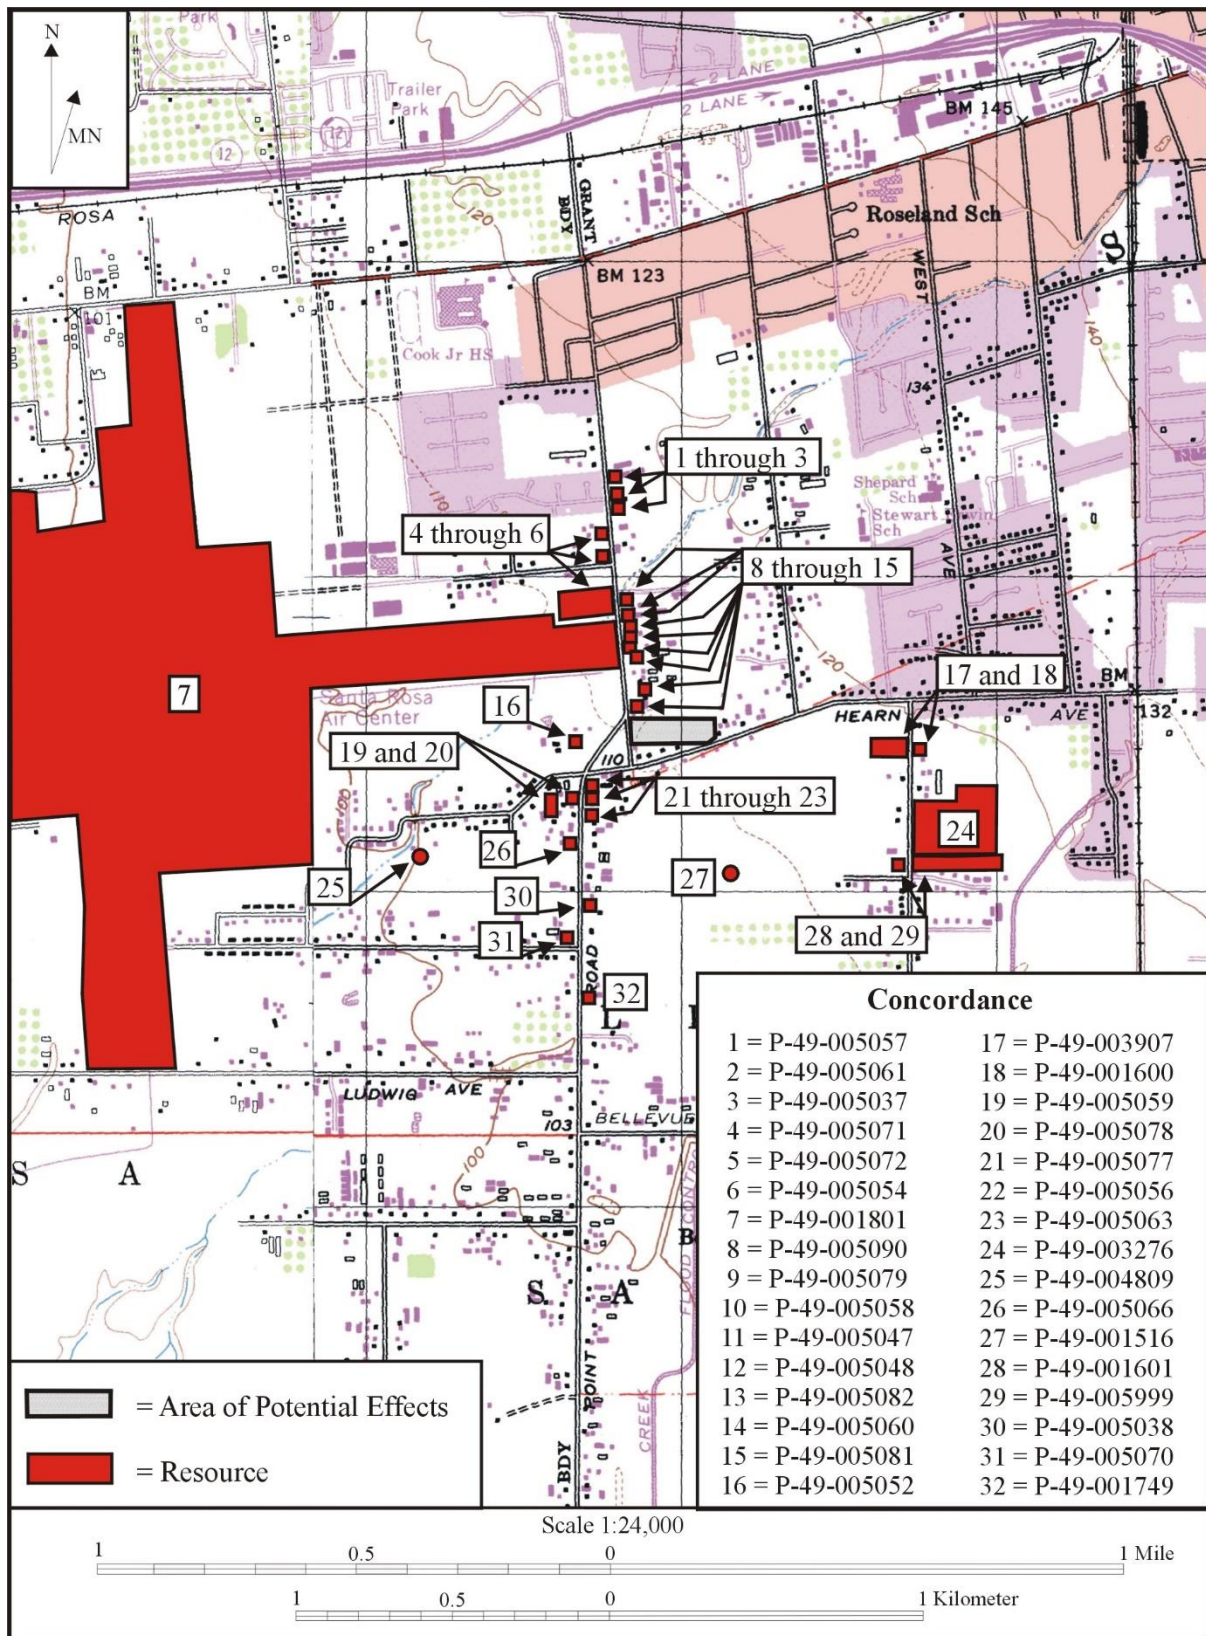 N
MN
Park
Trailer
Park
2 LANE
2 LANE
BM 145
12
12
ROSA
GRANT
BDY
120
Roseland Sch
S
BM 123
WEST
BM
101
Cook Jr HS
140
134
110
1 through 3
Shepard
Sch
Stewart
Sch
4 through 6
8 through 15
AVE
120
17 and 18
BM
7
Santa Rosa
Air Center
16
HEARN
AVE
132
19 and 20
110
21 through 23
100
24
26
25
27
30
28 and 29
31
ROAD
32
L
LUDWIG AVE
103
BELLEVUE
100
S A
FLOOD CONTRO
S A
CREEK
POINT
BDY
Concordance
1 = P-49-005057
2 = P-49-005061
3 = P-49-005037
4 = P-49-005071
5 = P-49-005072
6 = P-49-005054
7 = P-49-001801
8 = P-49-005090
9 = P-49-005079
10 = P-49-005058
11 = P-49-005047
12 = P-49-005048
13 = P-49-005082
14 = P-49-005060
15 = P-49-005081
16 = P-49-005052
17 = P-49-003907
18 = P-49-001600
19 = P-49-005059
20 = P-49-005078
21 = P-49-005077
22 = P-49-005056
23 = P-49-005063
24 = P-49-003276
25 = P-49-004809
26 = P-49-005066
27 = P-49-001516
28 = P-49-001601
29 = P-49-005999
30 = P-49-005038
31 = P-49-005070
32 = P-49-001749
= Area of Potential Effects
= Resource
Scale 1:24,000
1 0.5 0 1 Mile
1 0.5 0 1 Kilometer